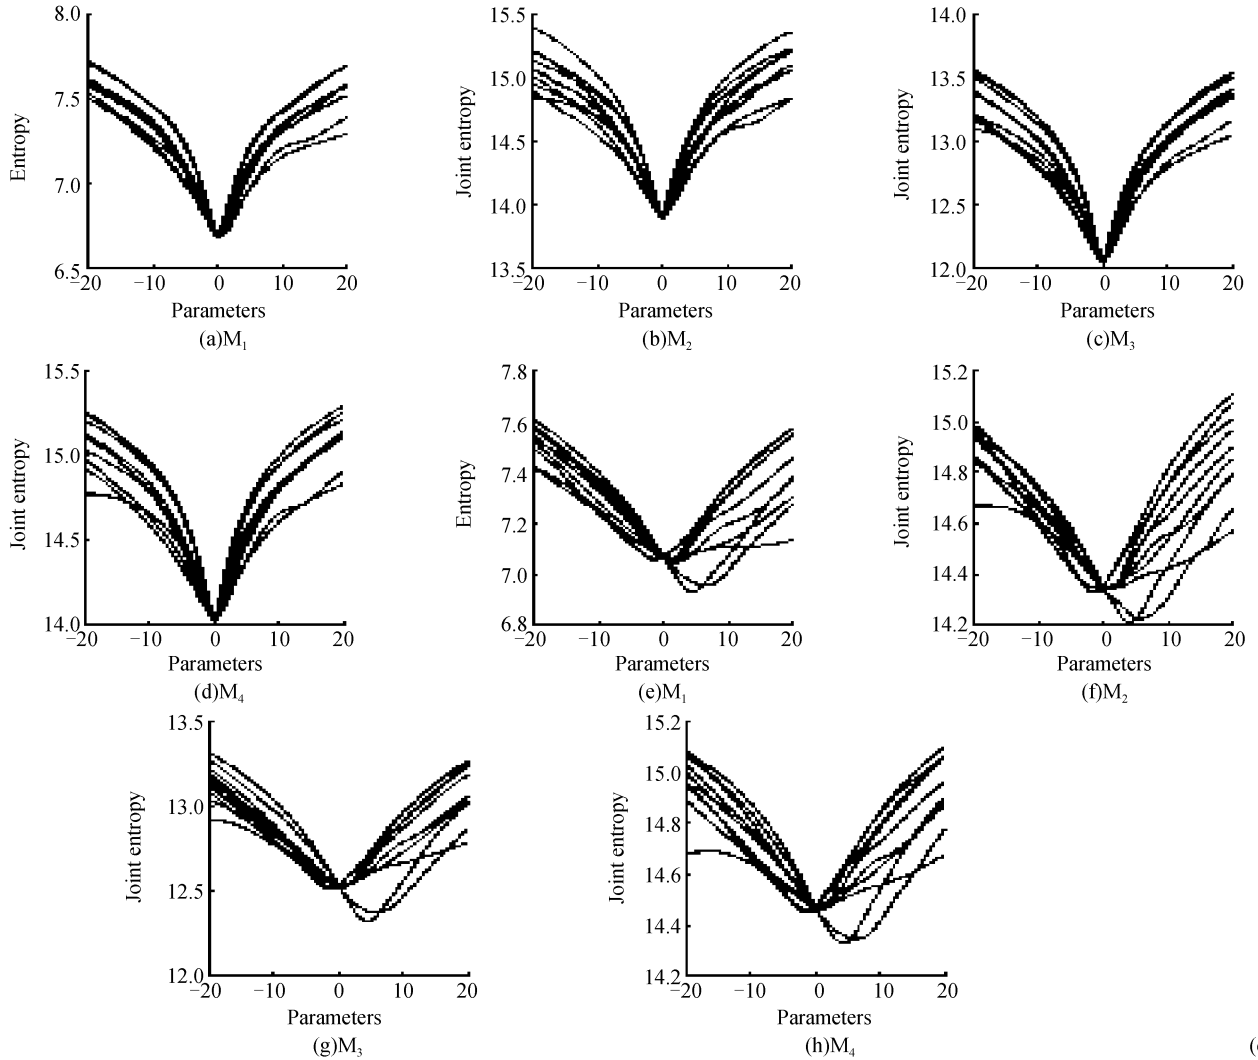 8.0
7.5
7.0
6.5
Entropy
−20 −10 0 10 20
Parameters
(a)M1
15.5
15.0
14.5
14.0
13.5
Joint entropy
−20 −10 0 10 20
Parameters
(b)M2
14.0
13.5
13.0
12.5
12.0
Joint entropy
−20 −10 0 10 20
Parameters
(c)M3
15.5
15.0
14.5
14.0
Joint entropy
−20 −10 0 10 20
Parameters
(d)M4
7.8
7.6
7.4
7.2
7.0
6.8
Entropy
−20 −10 0 10 20
Parameters
(e)M1
15.2
15.0
14.8
14.6
14.4
14.2
Joint entropy
−20 −10 0 10 20
Parameters
(f)M2
13.5
13.0
12.5
12.0
Joint entropy
−20 −10 0 10 20
Parameters
(g)M3
15.2
15.0
14.8
14.6
14.4
14.2
Joint entropy
−20 −10 0 10 20
Parameters
(h)M4